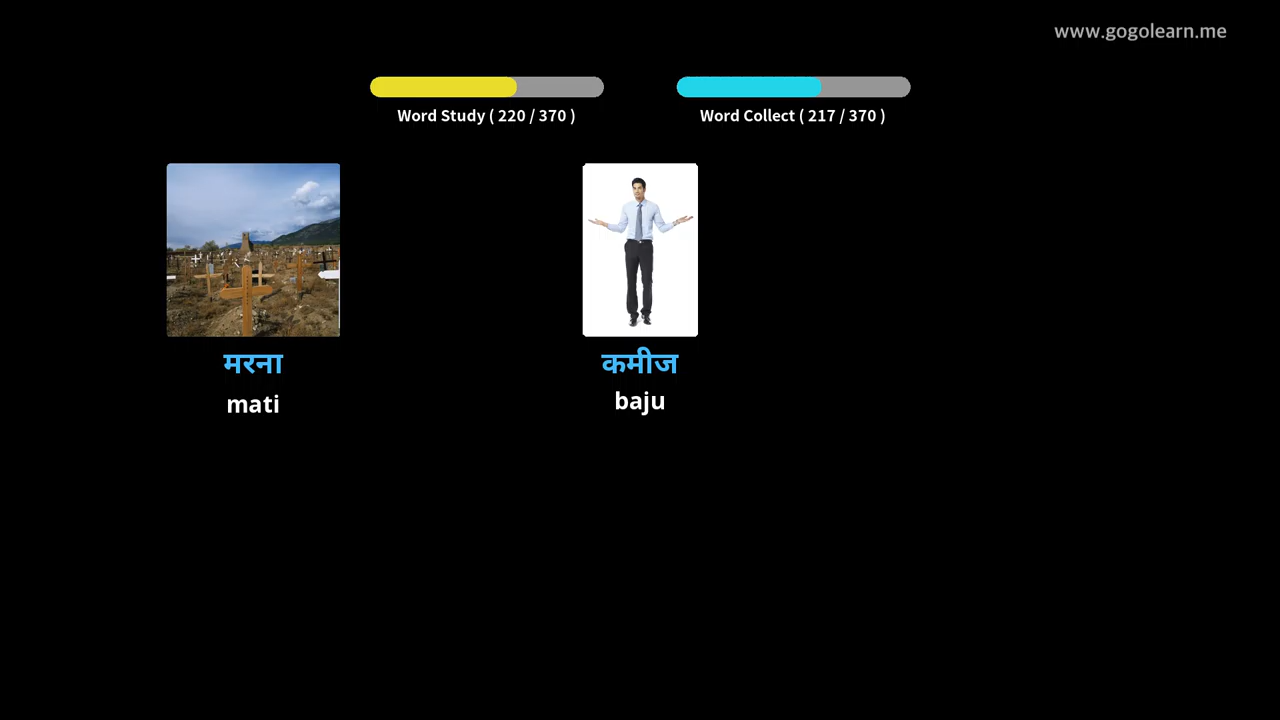 www.gogolearn.me
Word Study ( 220 / 370 )
Word Collect ( 217 / 370 )
मरना
mati
कमीज
baju